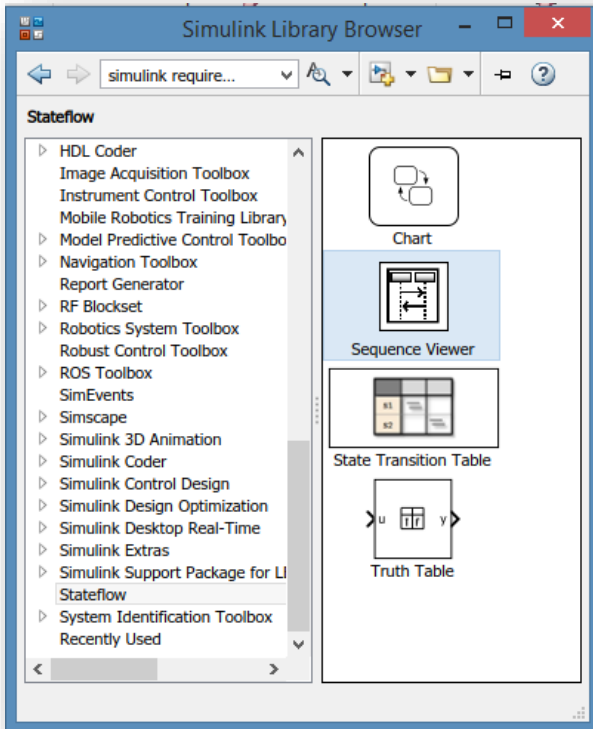 Simulink Library Browser
simulink require...
Stateflow
HDL Coder
Image Acquisition Toolbox
Instrument Control Toolbox
Mobile Robotics Training Library
Model Predictive Control Toolbo
Navigation Toolbox
Report Generator
RF Blockset
Robotics System Toolbox
Robust Control Toolbox
ROS Toolbox
SimEvents
Simscape
Simulink 3D Animation
Simulink Coder
Simulink Control Design
Simulink Design Optimization
Simulink Desktop Real-Time
Simulink Extras
Simulink Support Package for LE
Stateflow
System Identification Toolbox
Recently Used
Chart
Sequence Viewer
s1
s2
State Transition Table
u T F y
Truth Table